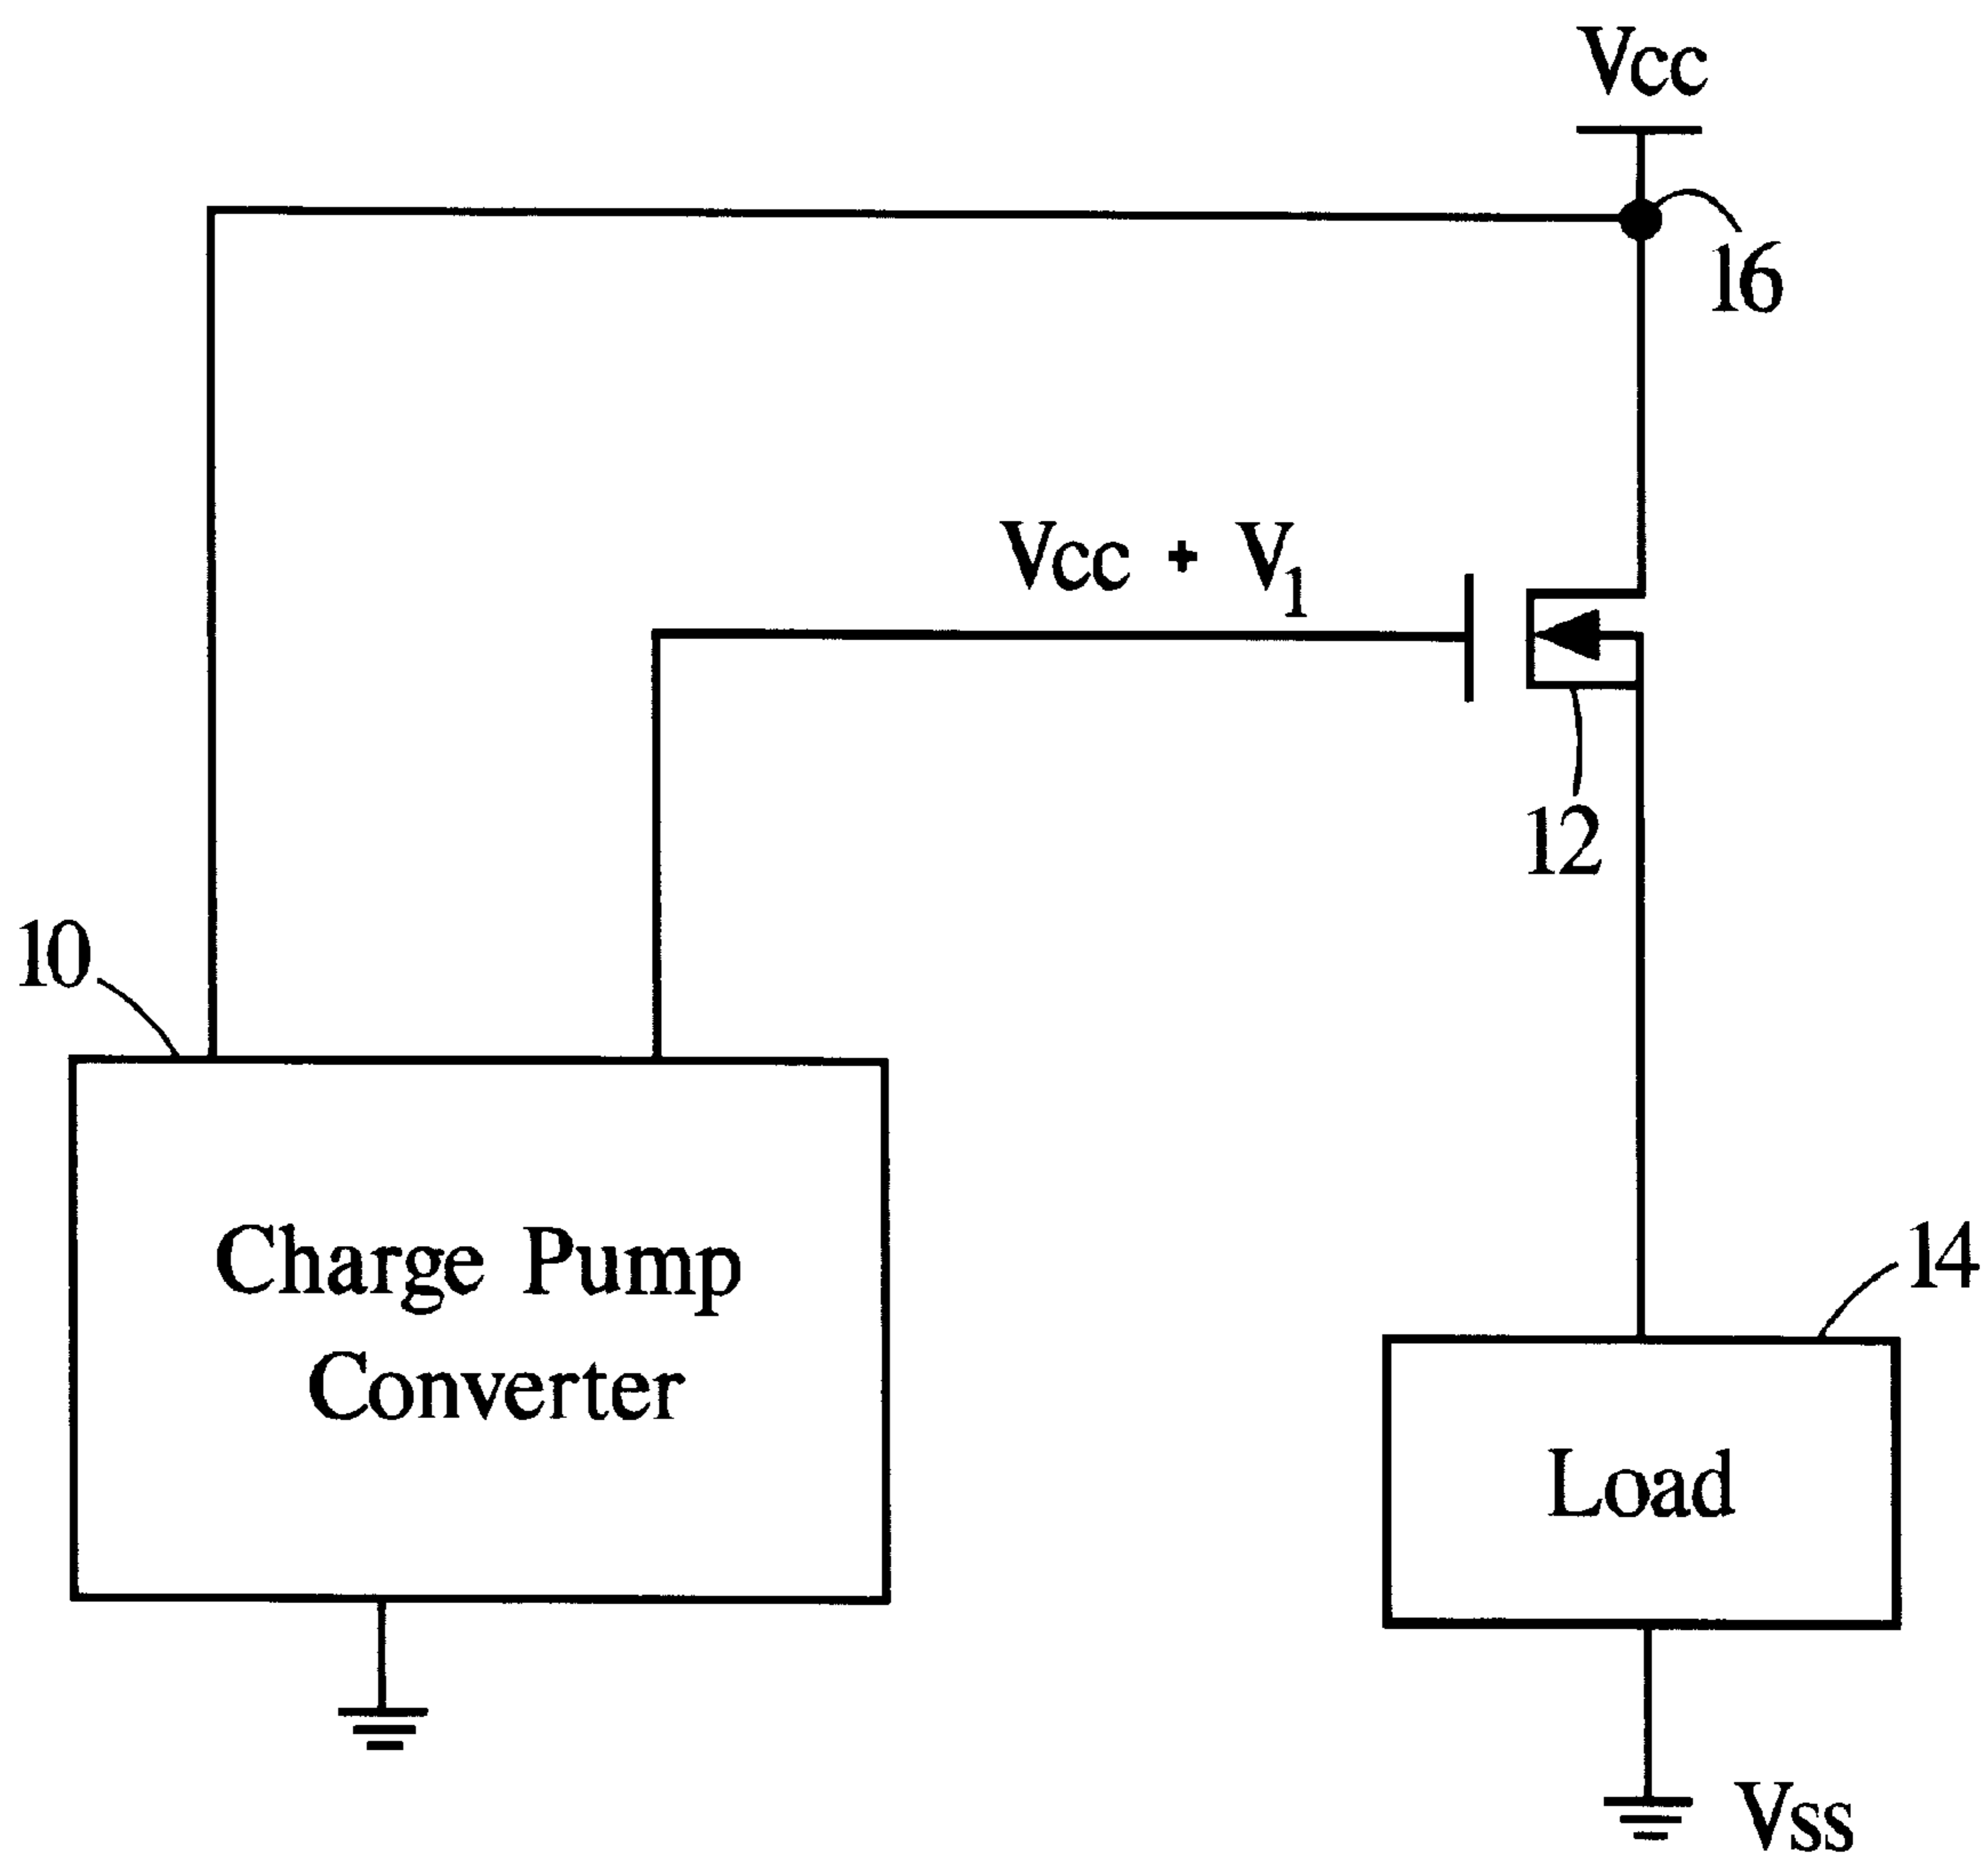 Vcc
16
Vcc + V1
12
10
Charge Pump
Converter
14
Load
Vss